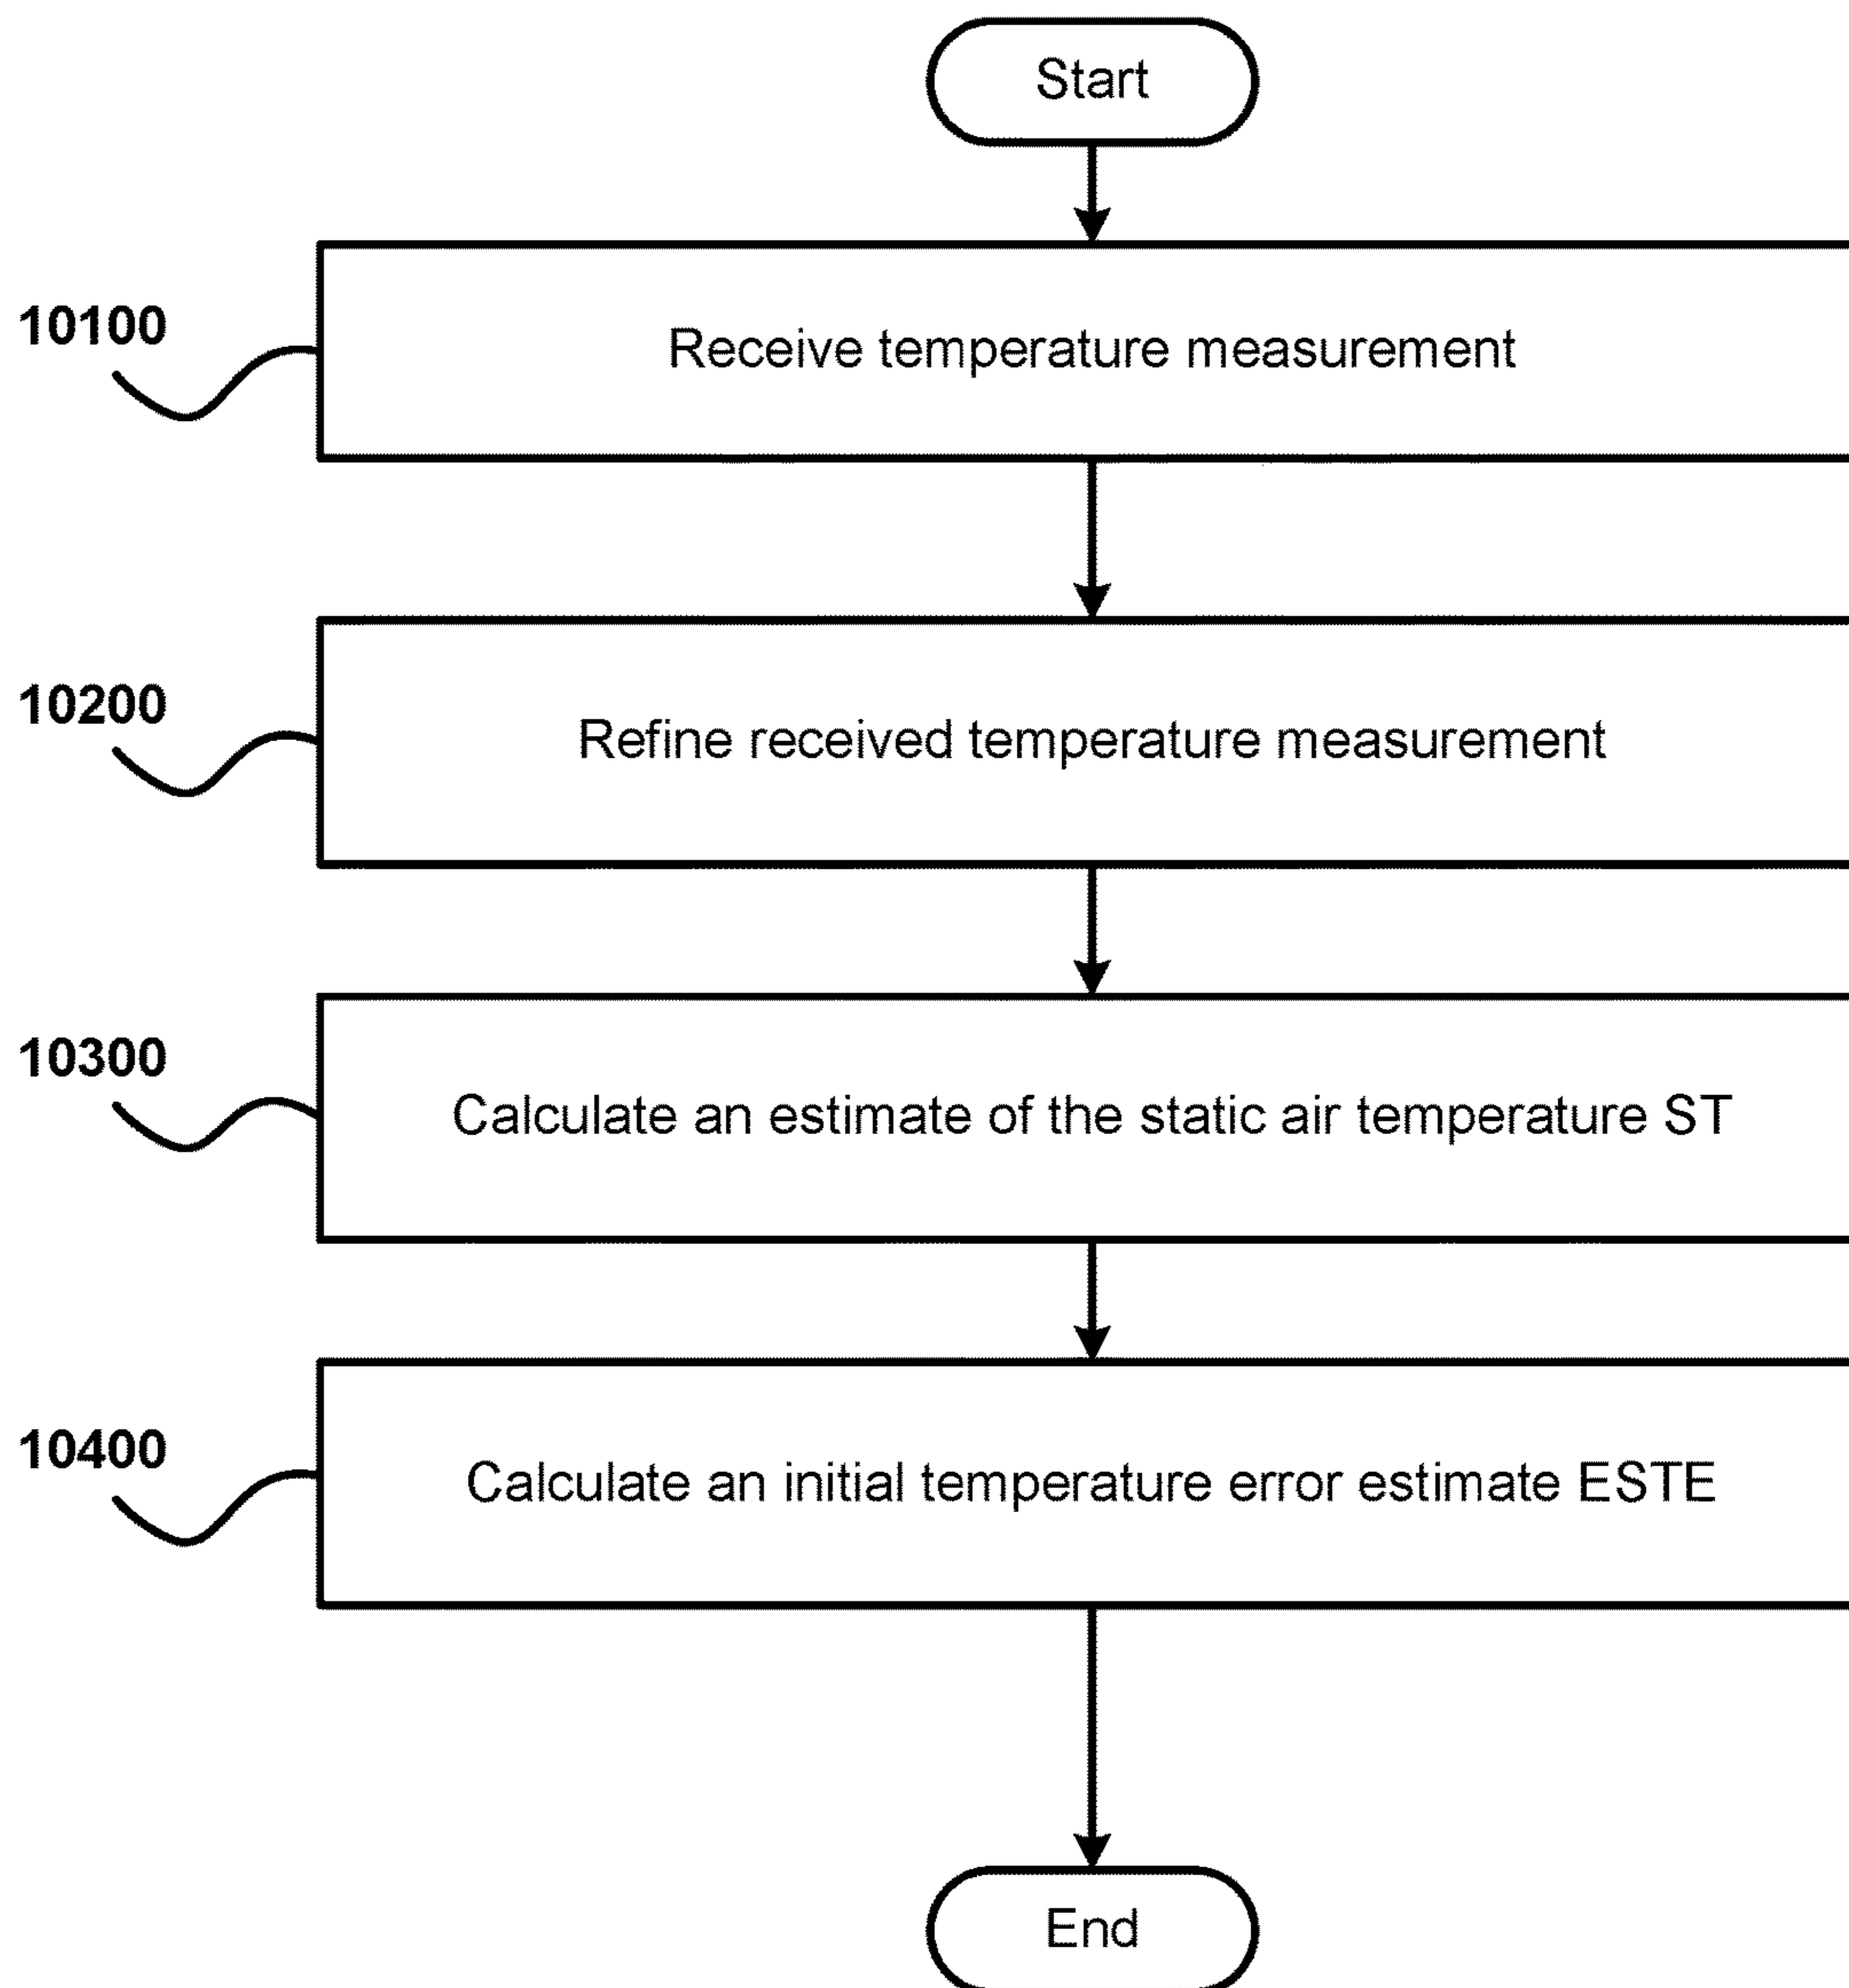 Start
10100
Receive temperature measurement
10200
Refine received temperature measurement
10300
Calculate an estimate of the static air temperature ST
10400
Calculate an initial temperature error estimate ESTE
End